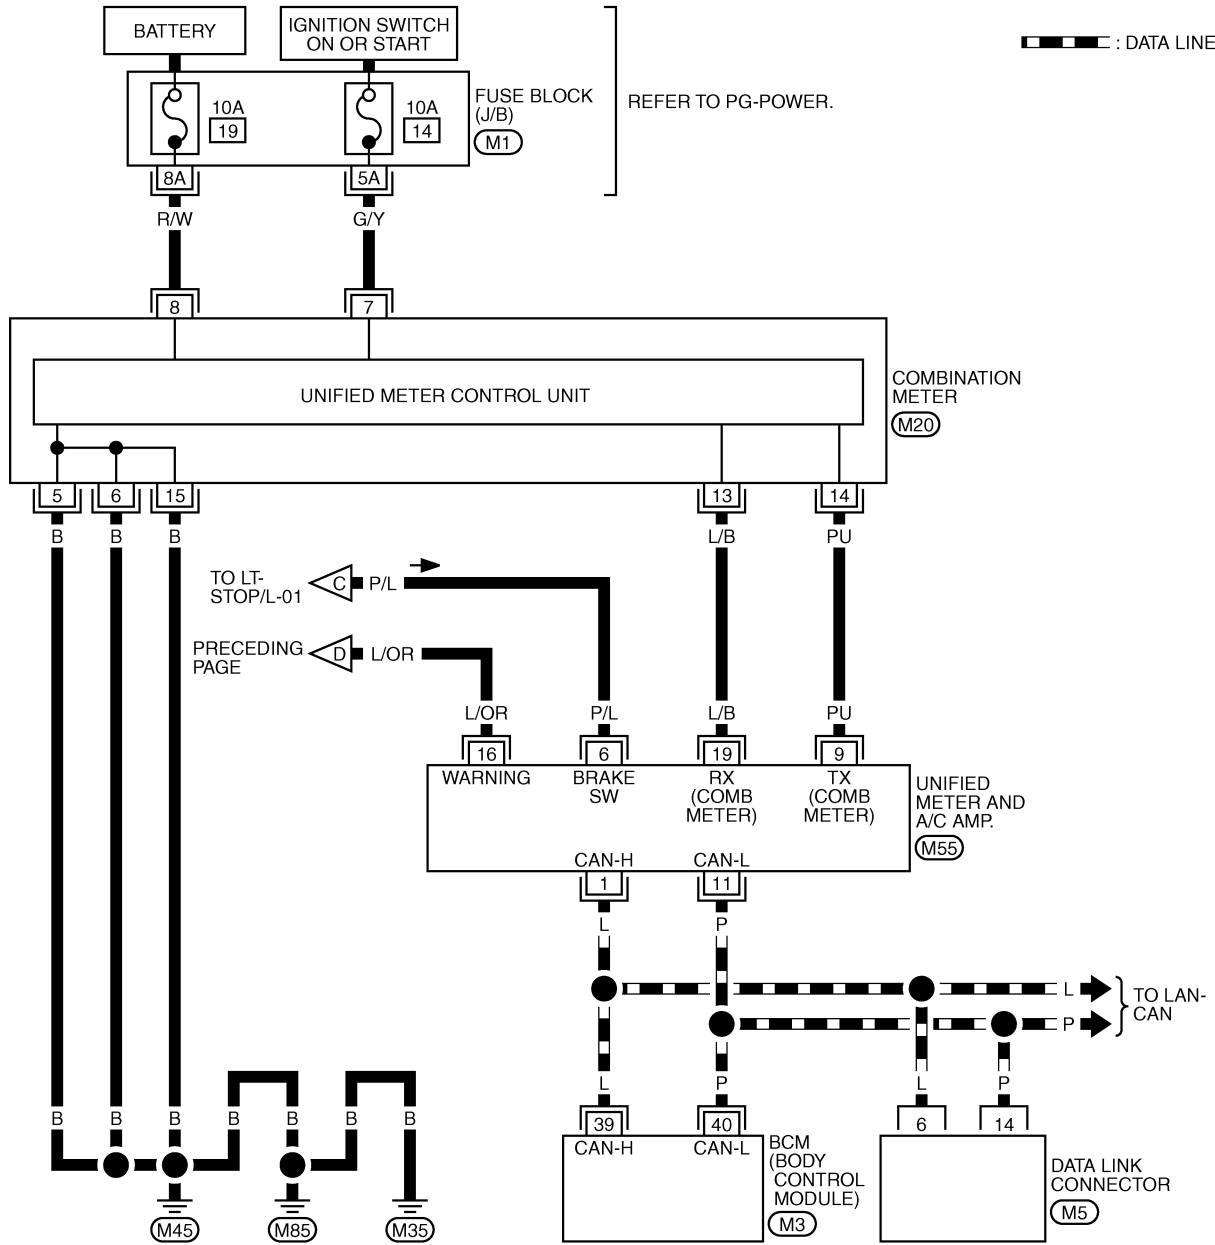 BATTERY
IGNITION SWITCH
ON OR START
: DATA LINE
10A
19
10A
14
FUSE BLOCK
(J/B)
M1
REFER TO PG-POWER.
8A
5A
R/W
G/Y
8
7
UNIFIED METER CONTROL UNIT
COMBINATION
METER
M20
5
6
15
13
14
B
B
B
L/B
PU
TO LT-
STOP/L-01
C
P/L
PRECEDING
PAGE
D
L/OR
L/OR
P/L
L/B
PU
16
6
19
9
WARNING
BRAKE
SW
RX
(COMB
METER)
TX
(COMB
METER)
UNIFIED
METER AND
A/C AMP.
M55
CAN-H
CAN-L
1
11
L
P
L
P
TO LAN-
CAN
L
P
L
P
B
B
B
B
B
B
B
39
40
6
14
CAN-H
CAN-L
BCM
(BODY
CONTROL
MODULE)
M3
DATA LINK
CONNECTOR
M5
M45
M85
M35